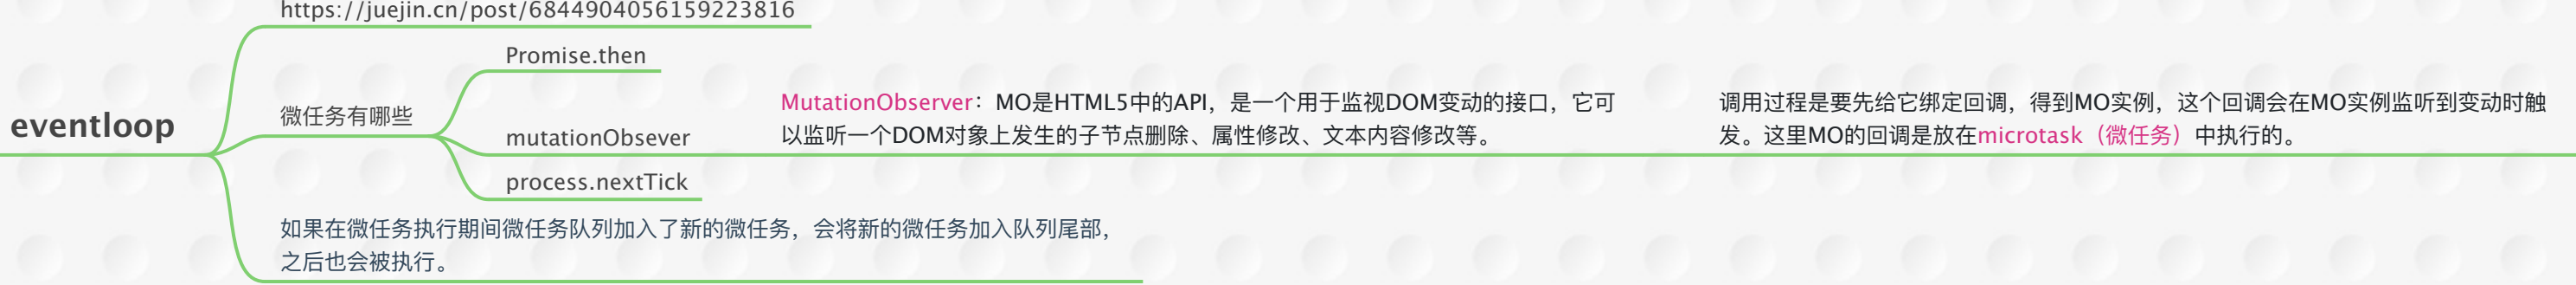 https://juejin.cn/post/6844904056159223816
Promise.then
微任务有哪些
eventloop
mutationObsever
MutationObserver：MO是HTML5中的API，是一个用于监视DOM变动的接口，它可
以监听一个DOM对象上发生的子节点删除、属性修改、文本内容修改等。
调用过程是要先给它绑定回调，得到MO实例，这个回调会在MO实例监听到变动时触
发。这里MO的回调是放在microtask（微任务）中执行的。
process.nextTick
如果在微任务执行期间微任务队列加入了新的微任务，会将新的微任务加入队列尾部，
之后也会被执行。